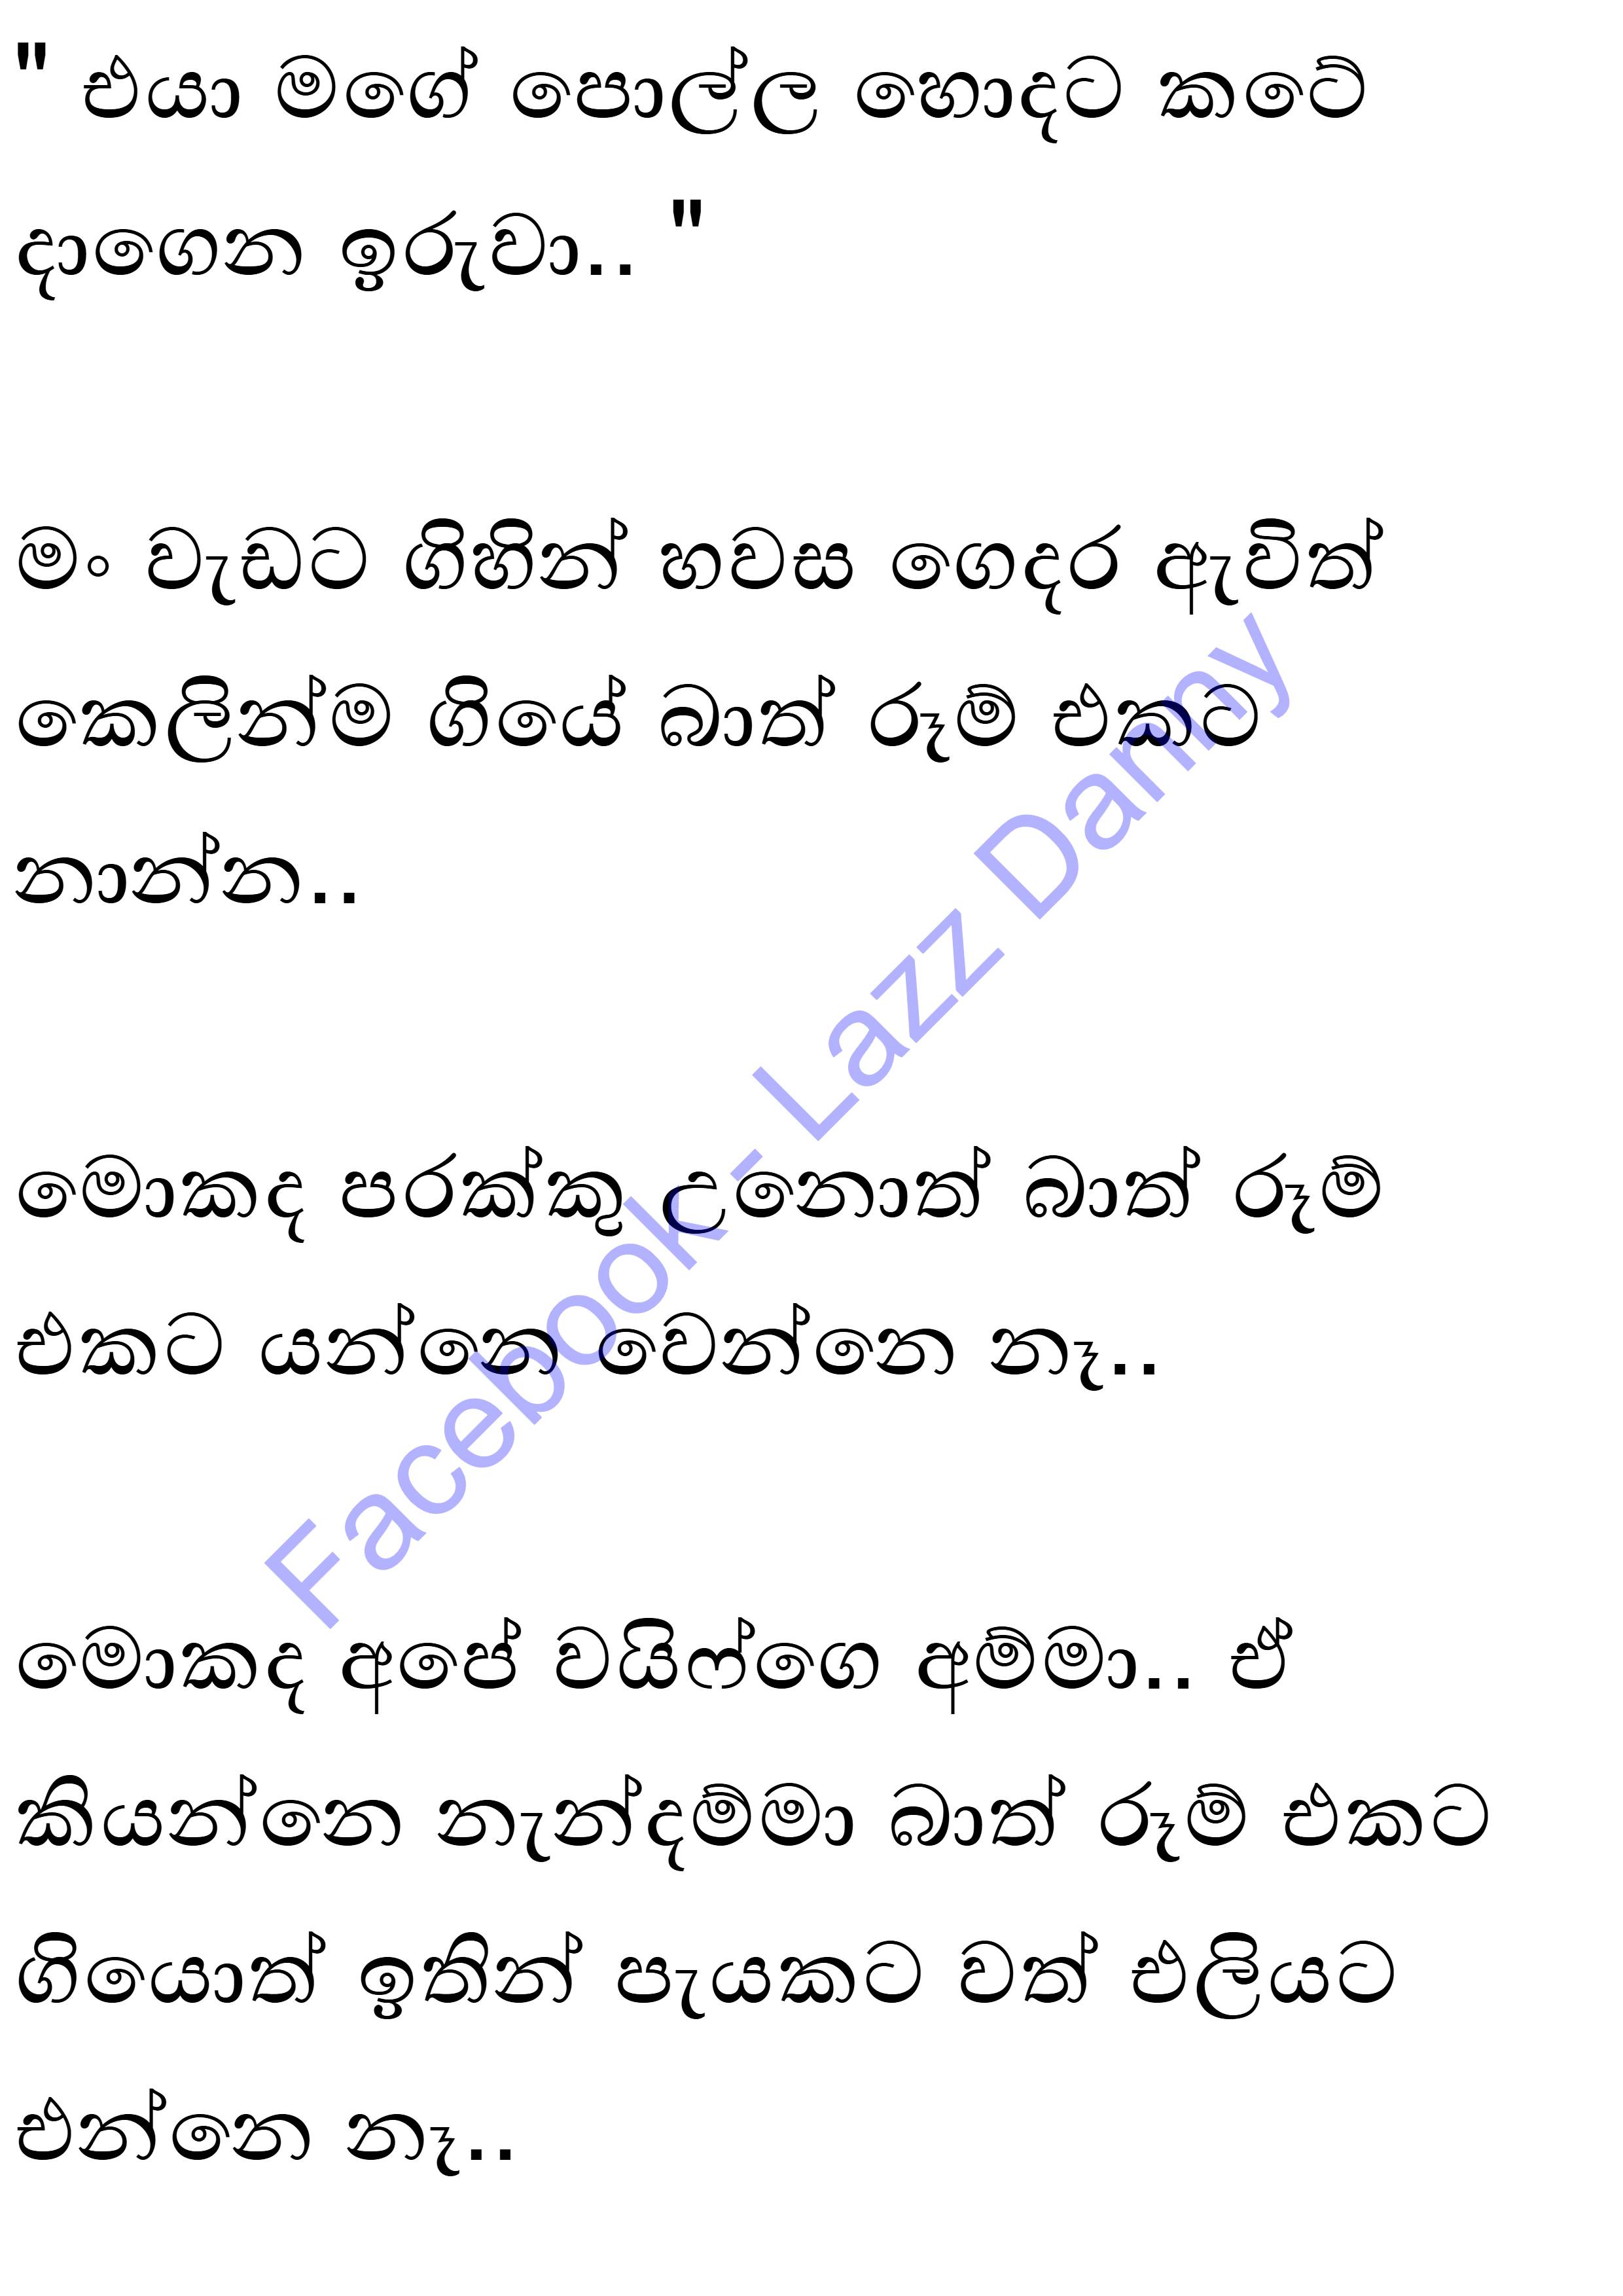 " එයා මගේ පොල්ල හොදට කටේ
දාගෙන ඉරුවා.. "
මං වැඩට ගිහින් හවස ගෙදර ඇවිත්
කෙලින්ම ගියේ බාත් රූම් එකට
නාන්න..
මොකද පරක්කු උනොත් බාත් රූම්
එකට යන්නෙ වෙන්නෙ නෑ..
මොකද අපේ වයිෆ්ගෙ අම්මා.. ඒ
කියන්නෙ නැන්දම්මා බාත් රූම් එකට
ගියොත් ඉතින් පැයකට වත් එලියට
එන්නෙ නෑ..
Facebook- Lazz Danny